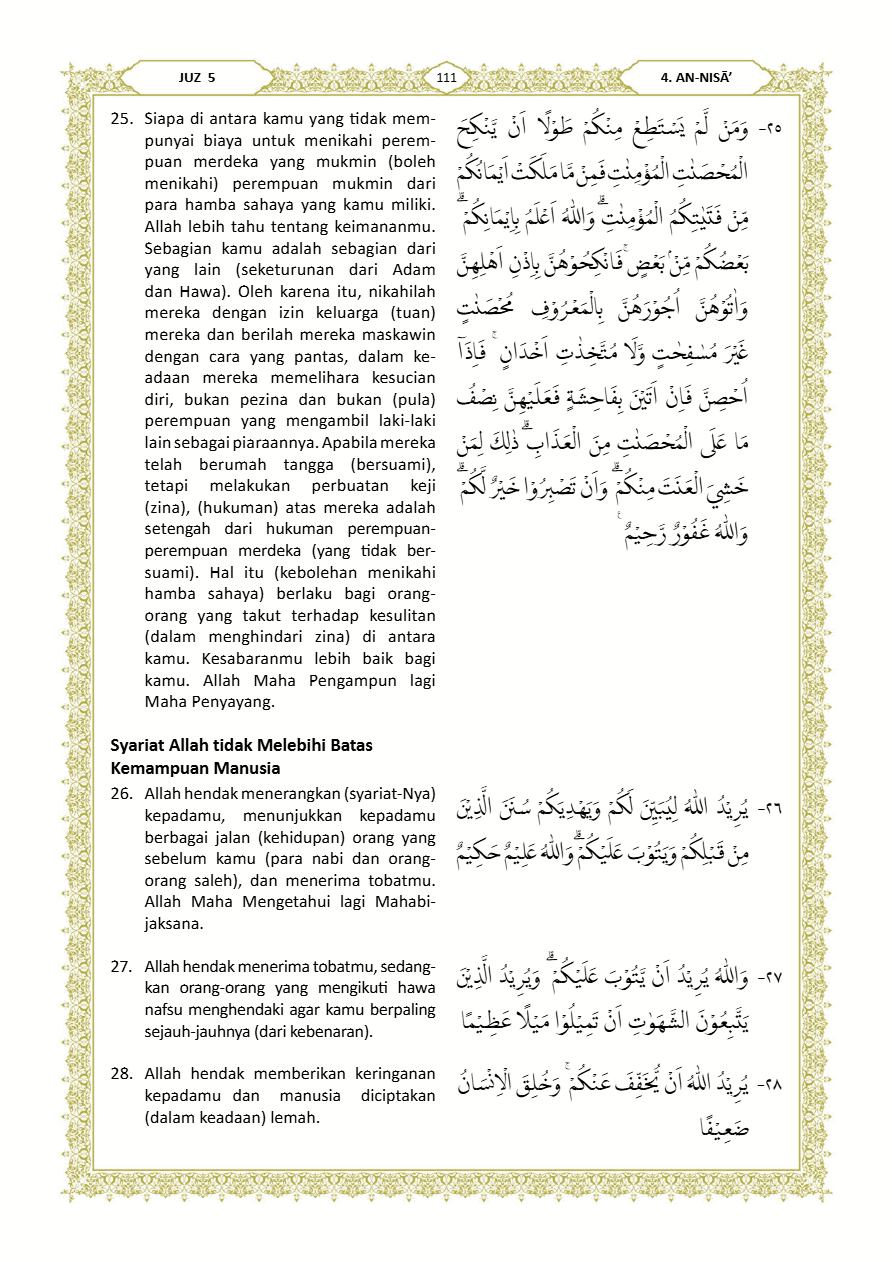 JUZ 5
111
4. AN-NISĀ’
25. Siapa di antara kamu yang tidak mem-
punyai biaya untuk menikahi perem-
puan merdeka yang mukmin (boleh
menikahi) perempuan mukmin dari
para hamba sahaya yang kamu miliki.
Allah lebih tahu tentang keimananmu.
Sebagian kamu adalah sebagian dari
yang lain (seketurunan dari Adam
dan Hawa). Oleh karena itu, nikahilah
mereka dengan izin keluarga (tuan)
mereka dan berilah mereka maskawin
dengan cara yang pantas, dalam ke-
adaan mereka memelihara kesucian
diri, bukan pezina dan bukan (pula)
perempuan yang mengambil laki-laki
lain sebagai piaraannya. Apabila mereka
telah berumah tangga (bersuami),
tetapi melakukan perbuatan keji
(zina), (hukuman) atas mereka adalah
setengah dari hukuman perempuan-
perempuan merdeka (yang tidak ber-
suami). Hal itu (kebolehan menikahi
hamba sahaya) berlaku bagi orang-
orang yang takut terhadap kesulitan
(dalam menghindari zina) di antara
kamu. Kesabaranmu lebih baik bagi
kamu. Allah Maha Pengampun lagi
Maha Penyayang.
٢٥- وَمَنْ لَّمْ يَسْتَطِعْ مِنْكُمْ طَوْلًا اَنْ يَّنْكِحَ
الْمُحْصَنٰتِ الْمُؤْمِنٰتِ فَمِنْ مَّا مَلَكَتْ اَيْمَانُكُمْ
مِّنْ فَتَيٰتِكُمُ الْمُؤْمِنٰتِۗ وَاللّٰهُ اَعْلَمُ بِاِيْمَانِكُمْۗ
بَعْضُكُمْ مِّنْۢ بَعْضٍۚ فَانْكِحُوْهُنَّ بِاِذْنِ اَهْلِهِنَّ
وَاٰتُوْهُنَّ اُجُوْرَهُنَّ بِالْمَعْرُوْفِ مُحْصَنٰتٍ
غَيْرَ مُسٰفِحٰتٍ وَّلَا مُتَّخِذٰتِ اَخْدَانٍۚ فَاِذَآ
اُحْصِنَّ فَاِنْ اَتَيْنَ بِفَاحِشَةٍ فَعَلَيْهِنَّ نِصْفُ
مَا عَلَى الْمُحْصَنٰتِ مِنَ الْعَذَابِۗ ذٰلِكَ لِمَنْ
خَشِيَ الْعَنَتَ مِنْكُمْۗ وَاَنْ تَصْبِرُوْا خَيْرٌ لَّكُمْۗ
وَاللّٰهُ غَفُوْرٌ رَّحِيْمٌ ࣖ
Syariat Allah tidak Melebihi Batas
Kemampuan Manusia
26. Allah hendak menerangkan (syariat-Nya)
kepadamu, menunjukkan kepadamu
berbagai jalan (kehidupan) orang yang
sebelum kamu (para nabi dan orang-
orang saleh), dan menerima tobatmu.
Allah Maha Mengetahui lagi Mahabi-
jaksana.
٢٦- يُرِيْدُ اللّٰهُ لِيُبَيِّنَ لَكُمْ وَيَهْدِيَكُمْ سُنَنَ الَّذِيْنَ
مِنْ قَبْلِكُمْ وَيَتُوْبَ عَلَيْكُمْۗ وَاللّٰهُ عَلِيْمٌ حَكِيْمٌ
27. Allah hendak menerima tobatmu, sedang-
kan orang-orang yang mengikuti hawa
nafsu menghendaki agar kamu berpaling
sejauh-jauhnya (dari kebenaran).
٢٧- وَاللّٰهُ يُرِيْدُ اَنْ يَّتُوْبَ عَلَيْكُمْۗ وَيُرِيْدُ الَّذِيْنَ
يَتَّبِعُوْنَ الشَّهَوٰتِ اَنْ تَمِيْلُوْا مَيْلًا عَظِيْمًا
28. Allah hendak memberikan keringanan
kepadamu dan manusia diciptakan
(dalam keadaan) lemah.
٢٨- يُرِيْدُ اللّٰهُ اَنْ يُّخَفِّفَ عَنْكُمْۚ وَخُلِقَ الْاِنْسَانُ
ضَعِيْفًا